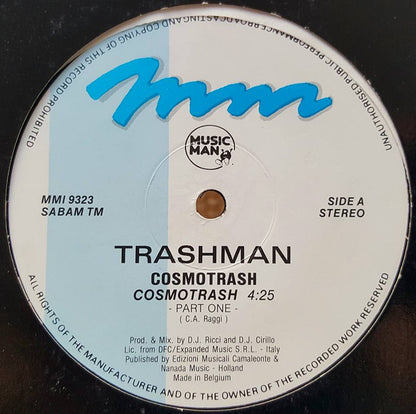 UNAUTHORISED PUBLIC PERFORMANCE BROADCASTING AND COPYING OF THIS RECORD PROHIBITED
mm
MUSIC
MAN
MMI 9323
SABAM TM
SIDE A
STEREO
TRASHMAN
COSMOTRASH
COSMOTRASH 4:25
- PART ONE -
( C.A. Raggi )
Prod. & Mix. by D.J. Ricci and D.J. Cirillo
Lic. from DFC/Expanded Music S.R.L. - Italy
Published by Edizioni Musicali Camaleonte &
Nanada Music - Holland
Made in Belgium
ALL RIGHTS OF THE MANUFACTURER AND OF THE OWNER OF THE RECORDED WORK RESERVED